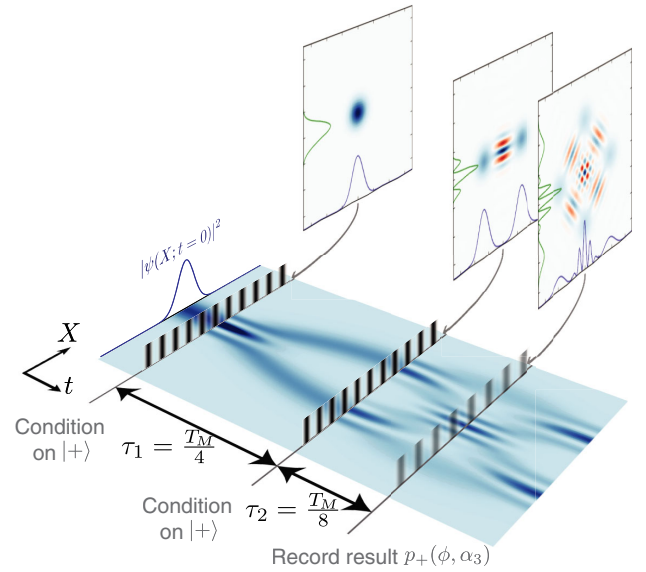 |ψ(X; t = 0)|²
X
t
Condition
on |+⟩
τ₁ = T_M/4
Condition
on |+⟩
τ₂ = T_M/8
Record result p₊(ϕ, α₃)